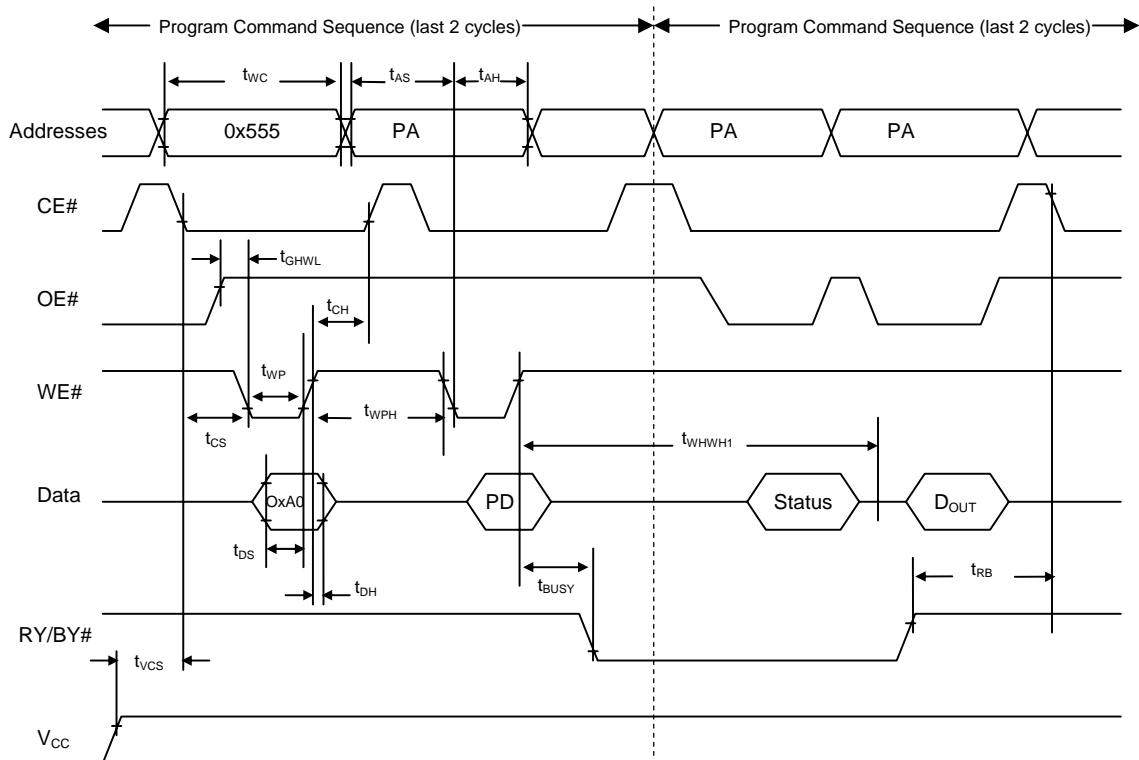 Program Command Sequence (last 2 cycles) Program Command Sequence (last 2 cycles)
tWC tAS tAH
Addresses 0x555 PA PA PA
CE#
tGHWL
OE#
tCH
tWP
WE#
tWPH
tCS tWHWH1
Data OxA0 PD Status DOUT
tDS tDH tBUSY tRB
RY/BY#
tVCS
VCC